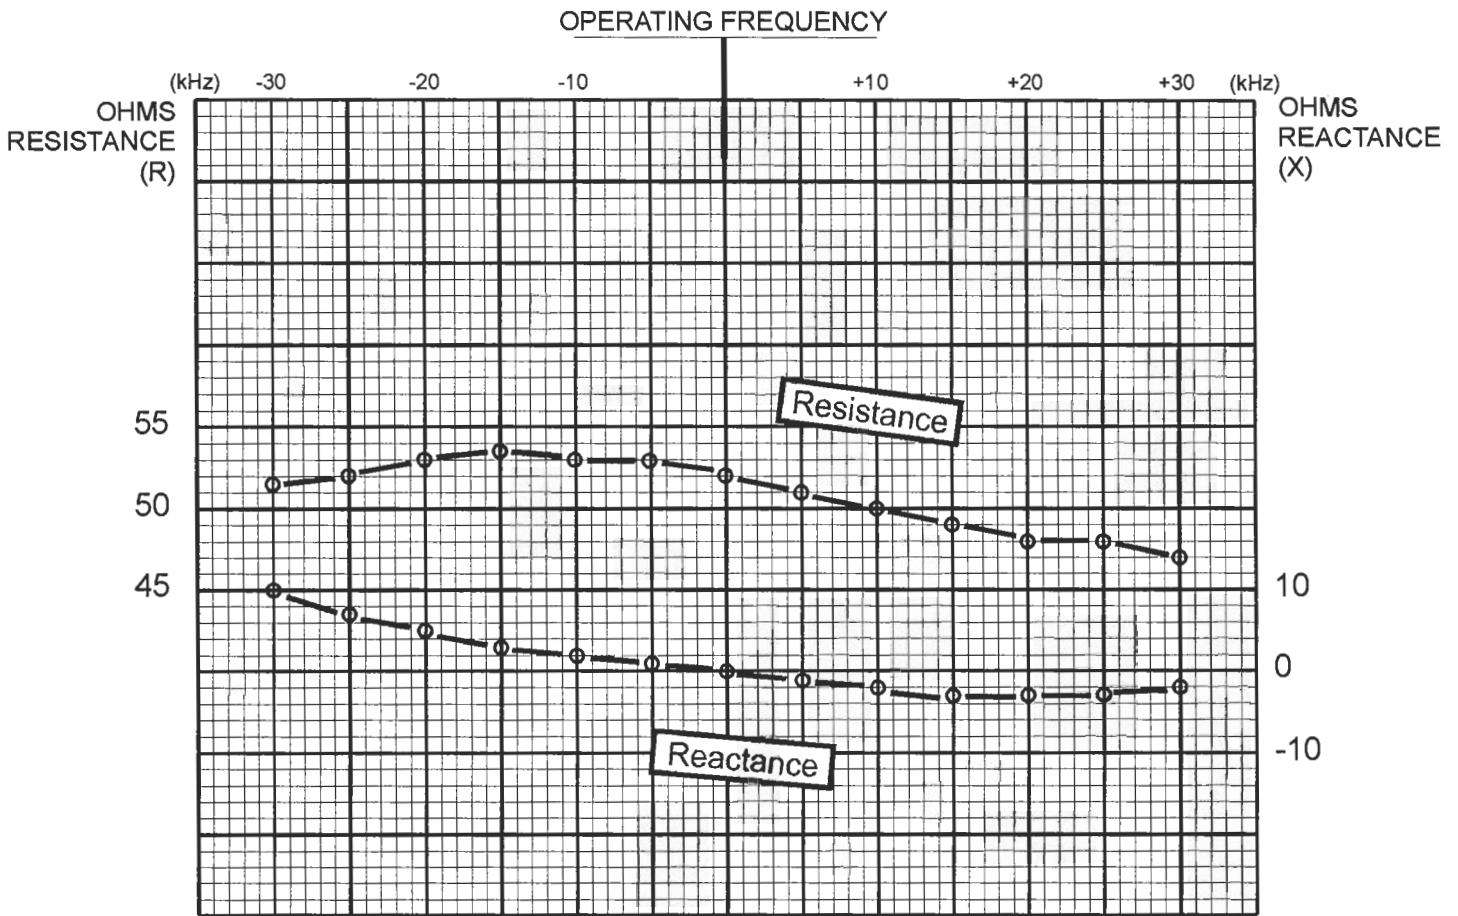 OPERATING FREQUENCY
(kHz) -30 -20 -10 +10 +20 +30 (kHz)
OHMS
RESISTANCE
(R)
OHMS
REACTANCE
(X)
Resistance
55
50
45
10
0
-10
Reactance